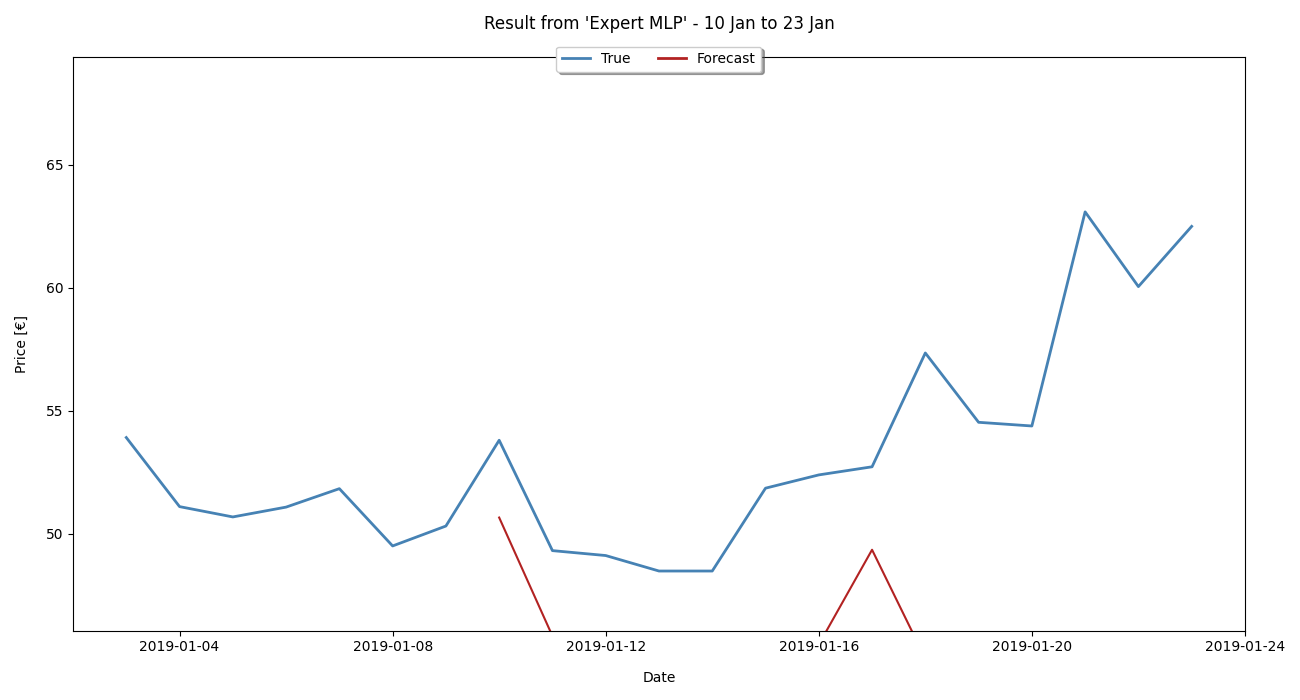 Result from 'Expert MLP' - 10 Jan to 23 Jan
True Forecast
65
60
55
50
Price [€]
2019-01-04 2019-01-08 2019-01-12 2019-01-16 2019-01-20 2019-01-24
Date